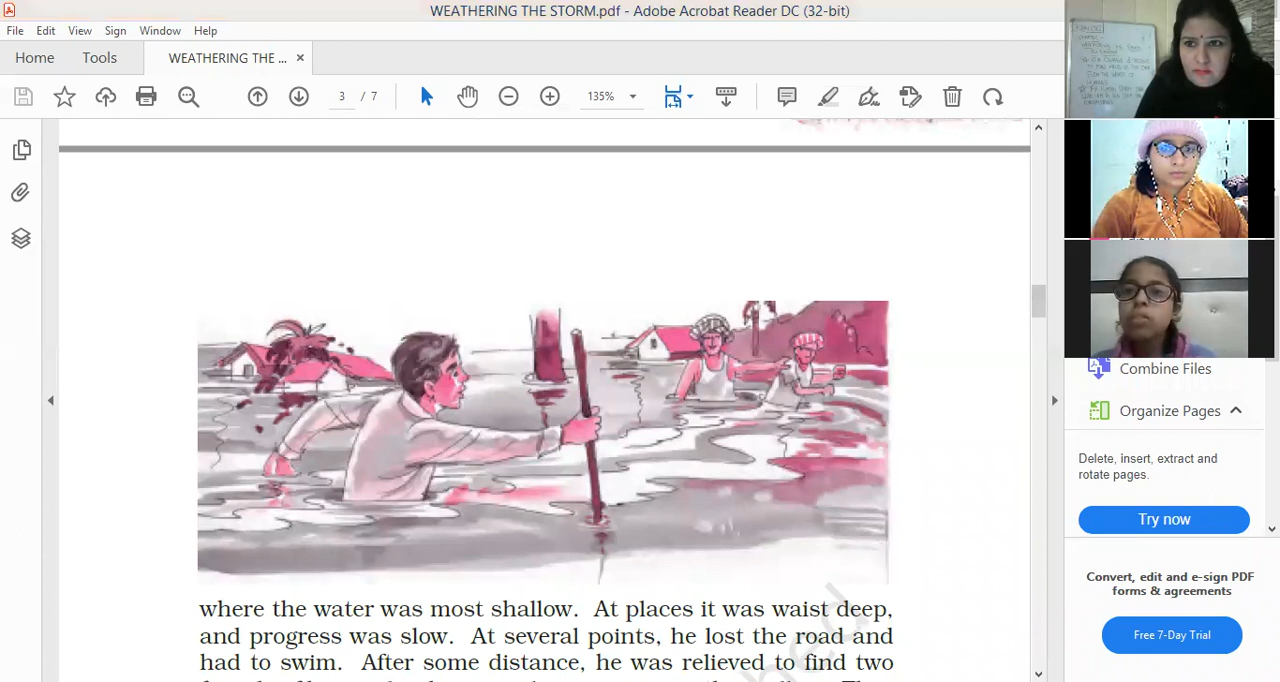 WEATHERING THE STORM.pdf - Adobe Acrobat Reader DC (32-bit)
File Edit View Sign Window Help
Home Tools WEATHERING THE ... ×
3 / 7 135%
where the water was most shallow. At places it was waist deep,
and progress was slow. At several points, he lost the road and
had to swim. After some distance, he was relieved to find two
Combine Files
Organize Pages
Delete, insert, extract and
rotate pages.
Try now
Convert, edit and e-sign PDF
forms & agreements
Free 7-Day Trial